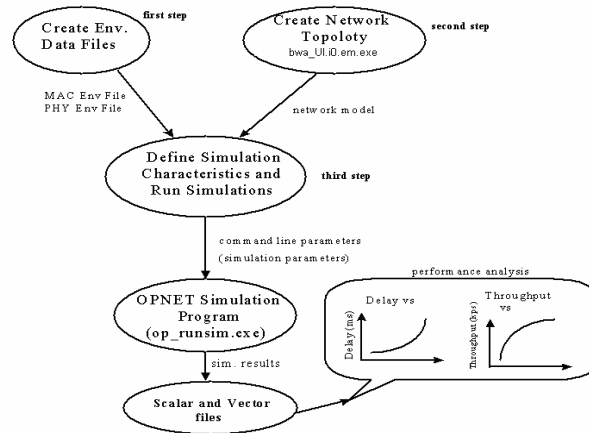 first step
Create Env.
Data Files
Create Network
Topoloty
bwa_UI.i0.em.exe
second step
MAC Env File
PHY Env File
network model
Define Simulation
Characteristics and
Run Simulations
third step
command line parameters
(simulation parameters)
performance analysis
OPNET Simulation
Program
(op_runsim.exe)
Delay vs
Delay (ms)
Throughput
vs
Throughput (kps)
sim. results
Scalar and Vector
files